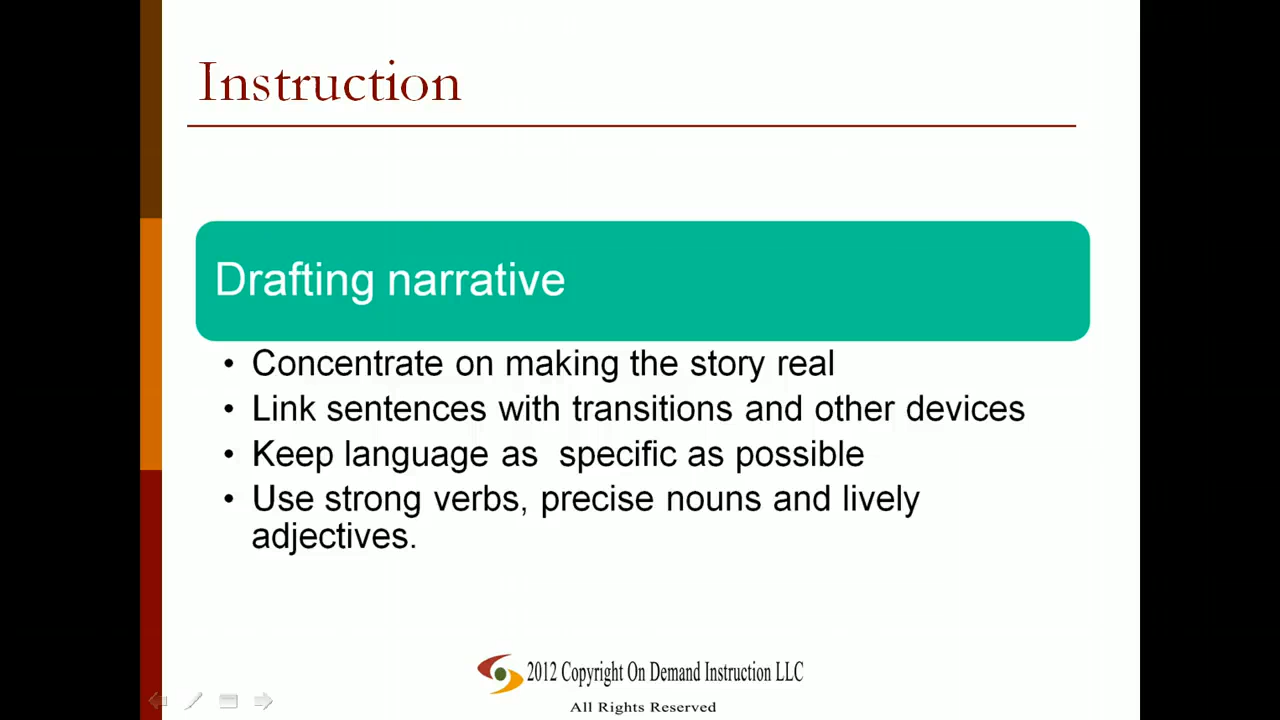 Instruction
Drafting narrative
• Concentrate on making the story real
• Link sentences with transitions and other devices
• Keep language as  specific as possible
• Use strong verbs, precise nouns and lively
adjectives.
2012 Copyright On Demand Instruction LLC
All Rights Reserved